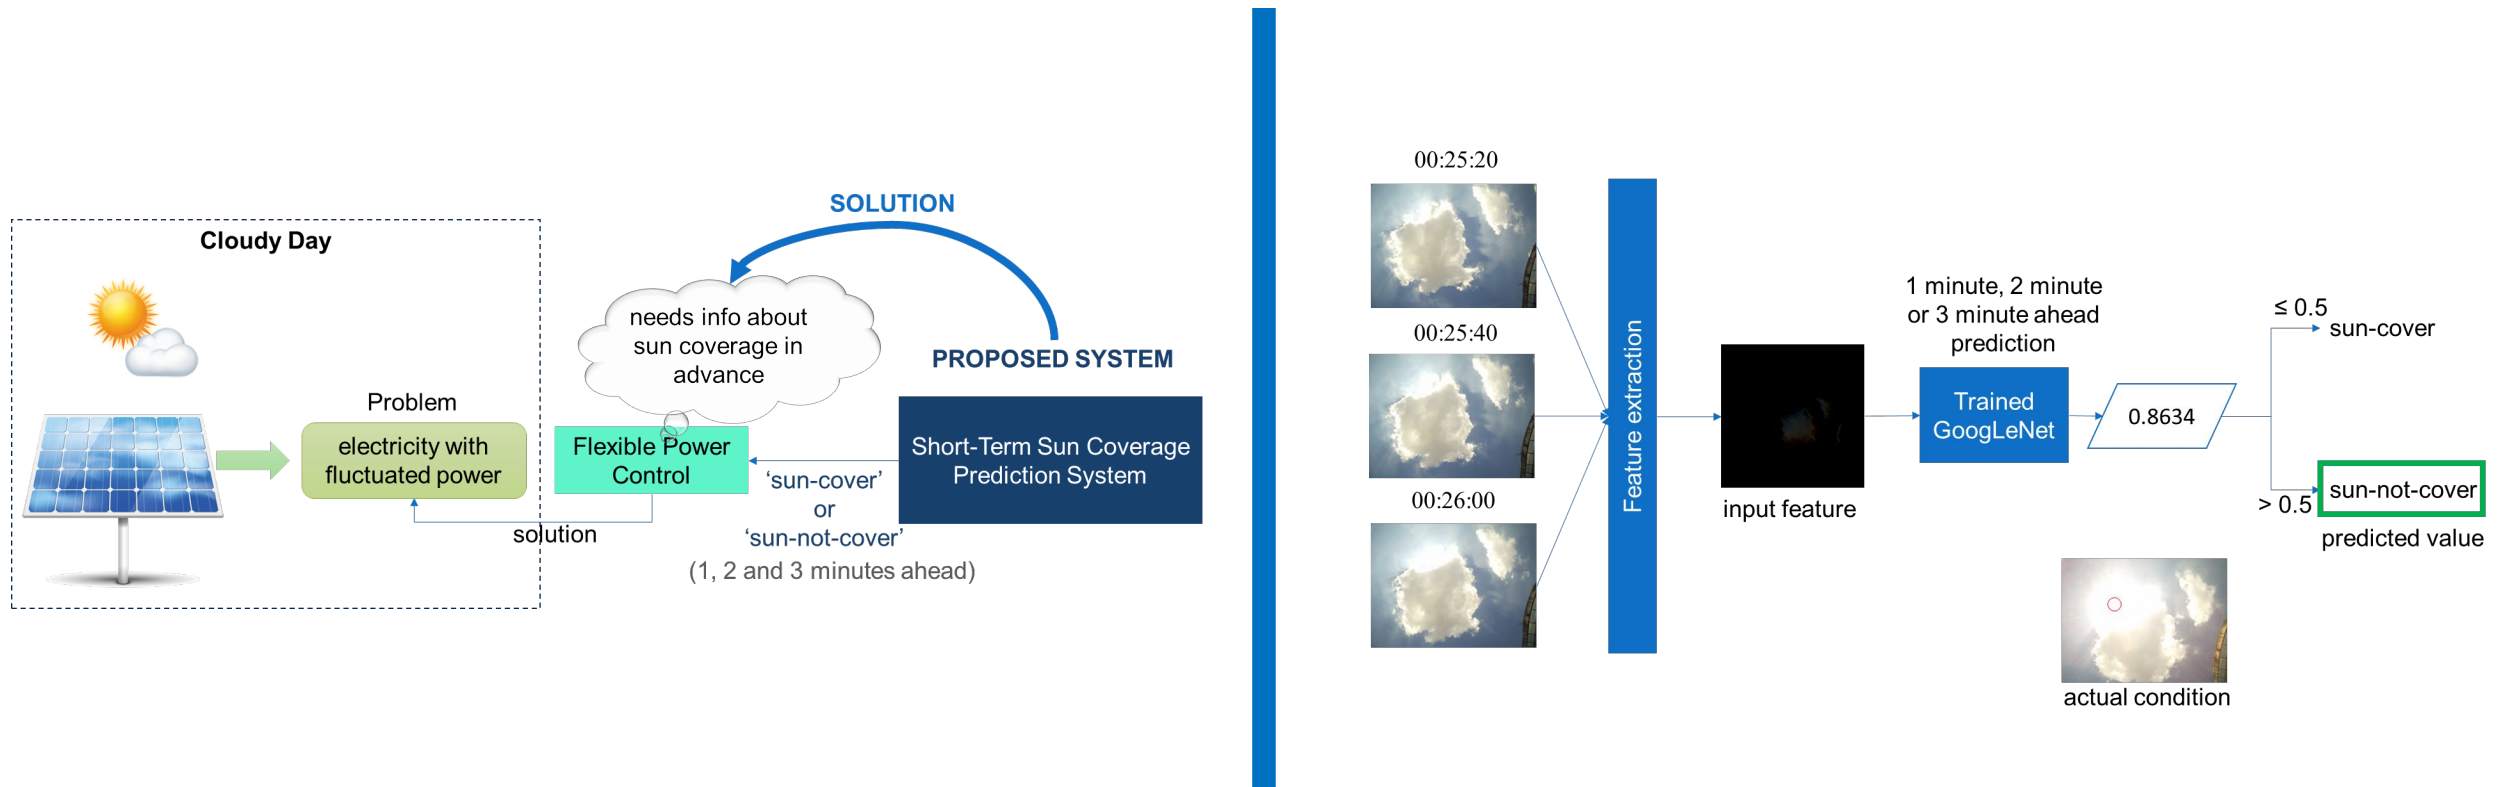 Cloudy Day
Problem
electricity with
fluctuated power
solution
SOLUTION
needs info about
sun coverage in
advance
Flexible Power
Control
PROPOSED SYSTEM
Short-Term Sun Coverage
Prediction System
‘sun-cover’
or
‘sun-not-cover’
(1, 2 and 3 minutes ahead)
00:25:20
00:25:40
00:26:00
Feature extraction
input feature
1 minute, 2 minute
or 3 minute ahead
prediction
Trained
GoogLeNet
0.8634
≤ 0.5
sun-cover
> 0.5
sun-not-cover
predicted value
actual condition